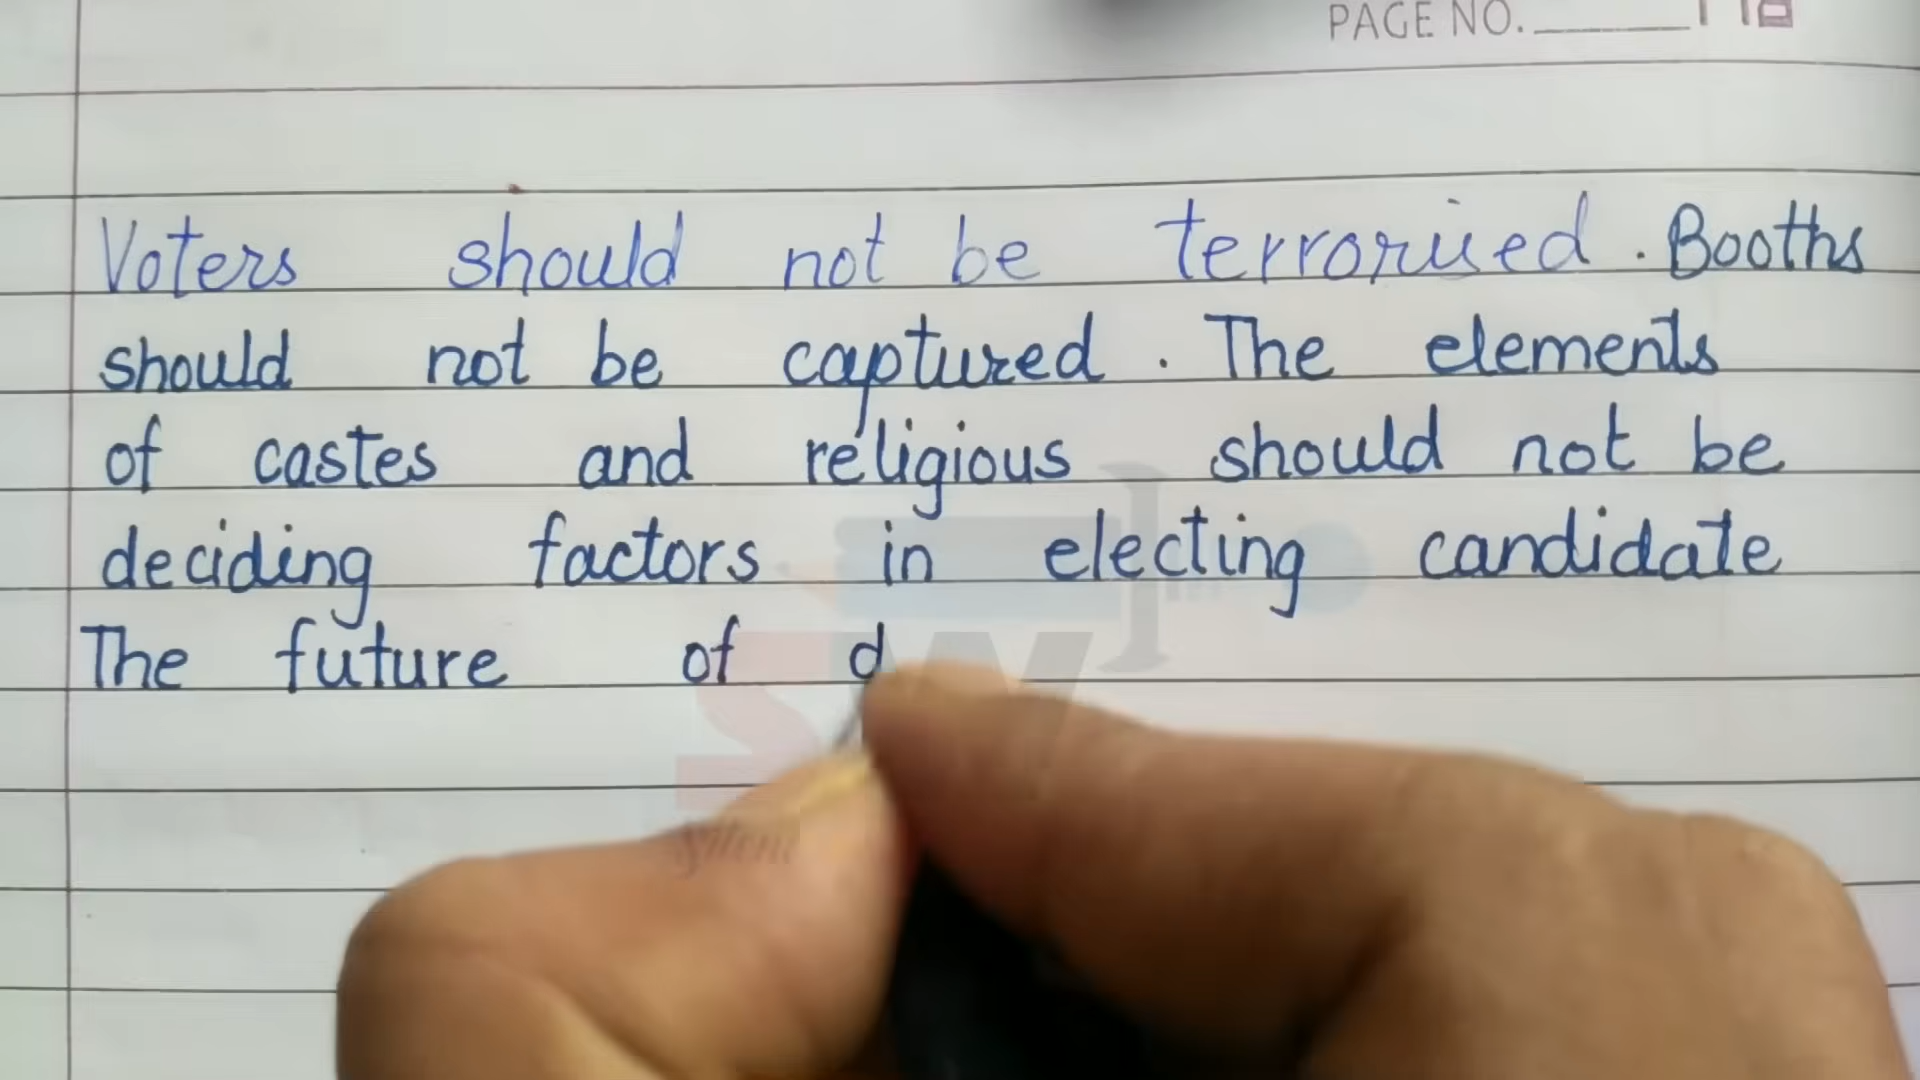 PAGE NO.
Voters should not be terrorised. Booths
should not be captured. The elements
of castes and religious should not be
deciding factors in electing candidate
The future of d